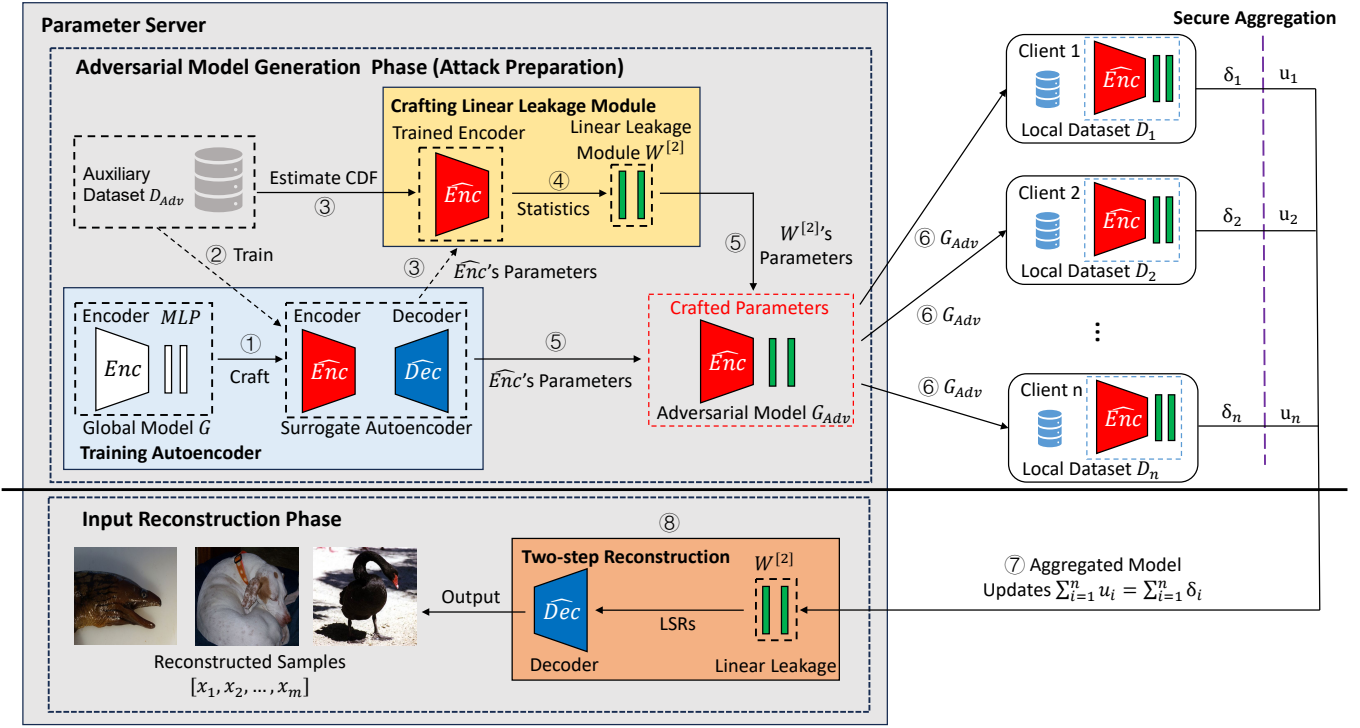 Parameter Server
Adversarial Model Generation Phase (Attack Preparation)
Crafting Linear Leakage Module
Trained Encoder
Linear Leakage
Module W^[2]
Auxiliary
Dataset D_Adv
Estimate CDF
③
Enc^
④
Statistics
② Train
③
Enc^'s Parameters
⑤
W^[2]'s
Parameters
Encoder
MLP
Enc
①
Craft
Global Model G
Training Autoencoder
Encoder
Decoder
Enc^
Dec^
Surrogate Autoencoder
⑤
Enc^'s Parameters
Crafted Parameters
Enc^
Adversarial Model G_Adv
⑥ G_Adv
⑥ G_Adv
⑥ G_Adv
Secure Aggregation
Client 1
Enc^
Local Dataset D_1
δ_1
u_1
Client 2
Enc^
Local Dataset D_2
δ_2
u_2
⋮
Client n
Enc^
Local Dataset D_n
δ_n
u_n
⑦ Aggregated Model
Updates ∑_{i=1}^n u_i = ∑_{i=1}^n δ_i
Input Reconstruction Phase
⑧
Two-step Reconstruction
W^[2]
Linear Leakage
LSRs
Dec^
Decoder
Output
Reconstructed Samples
[x_1, x_2, … , x_m]